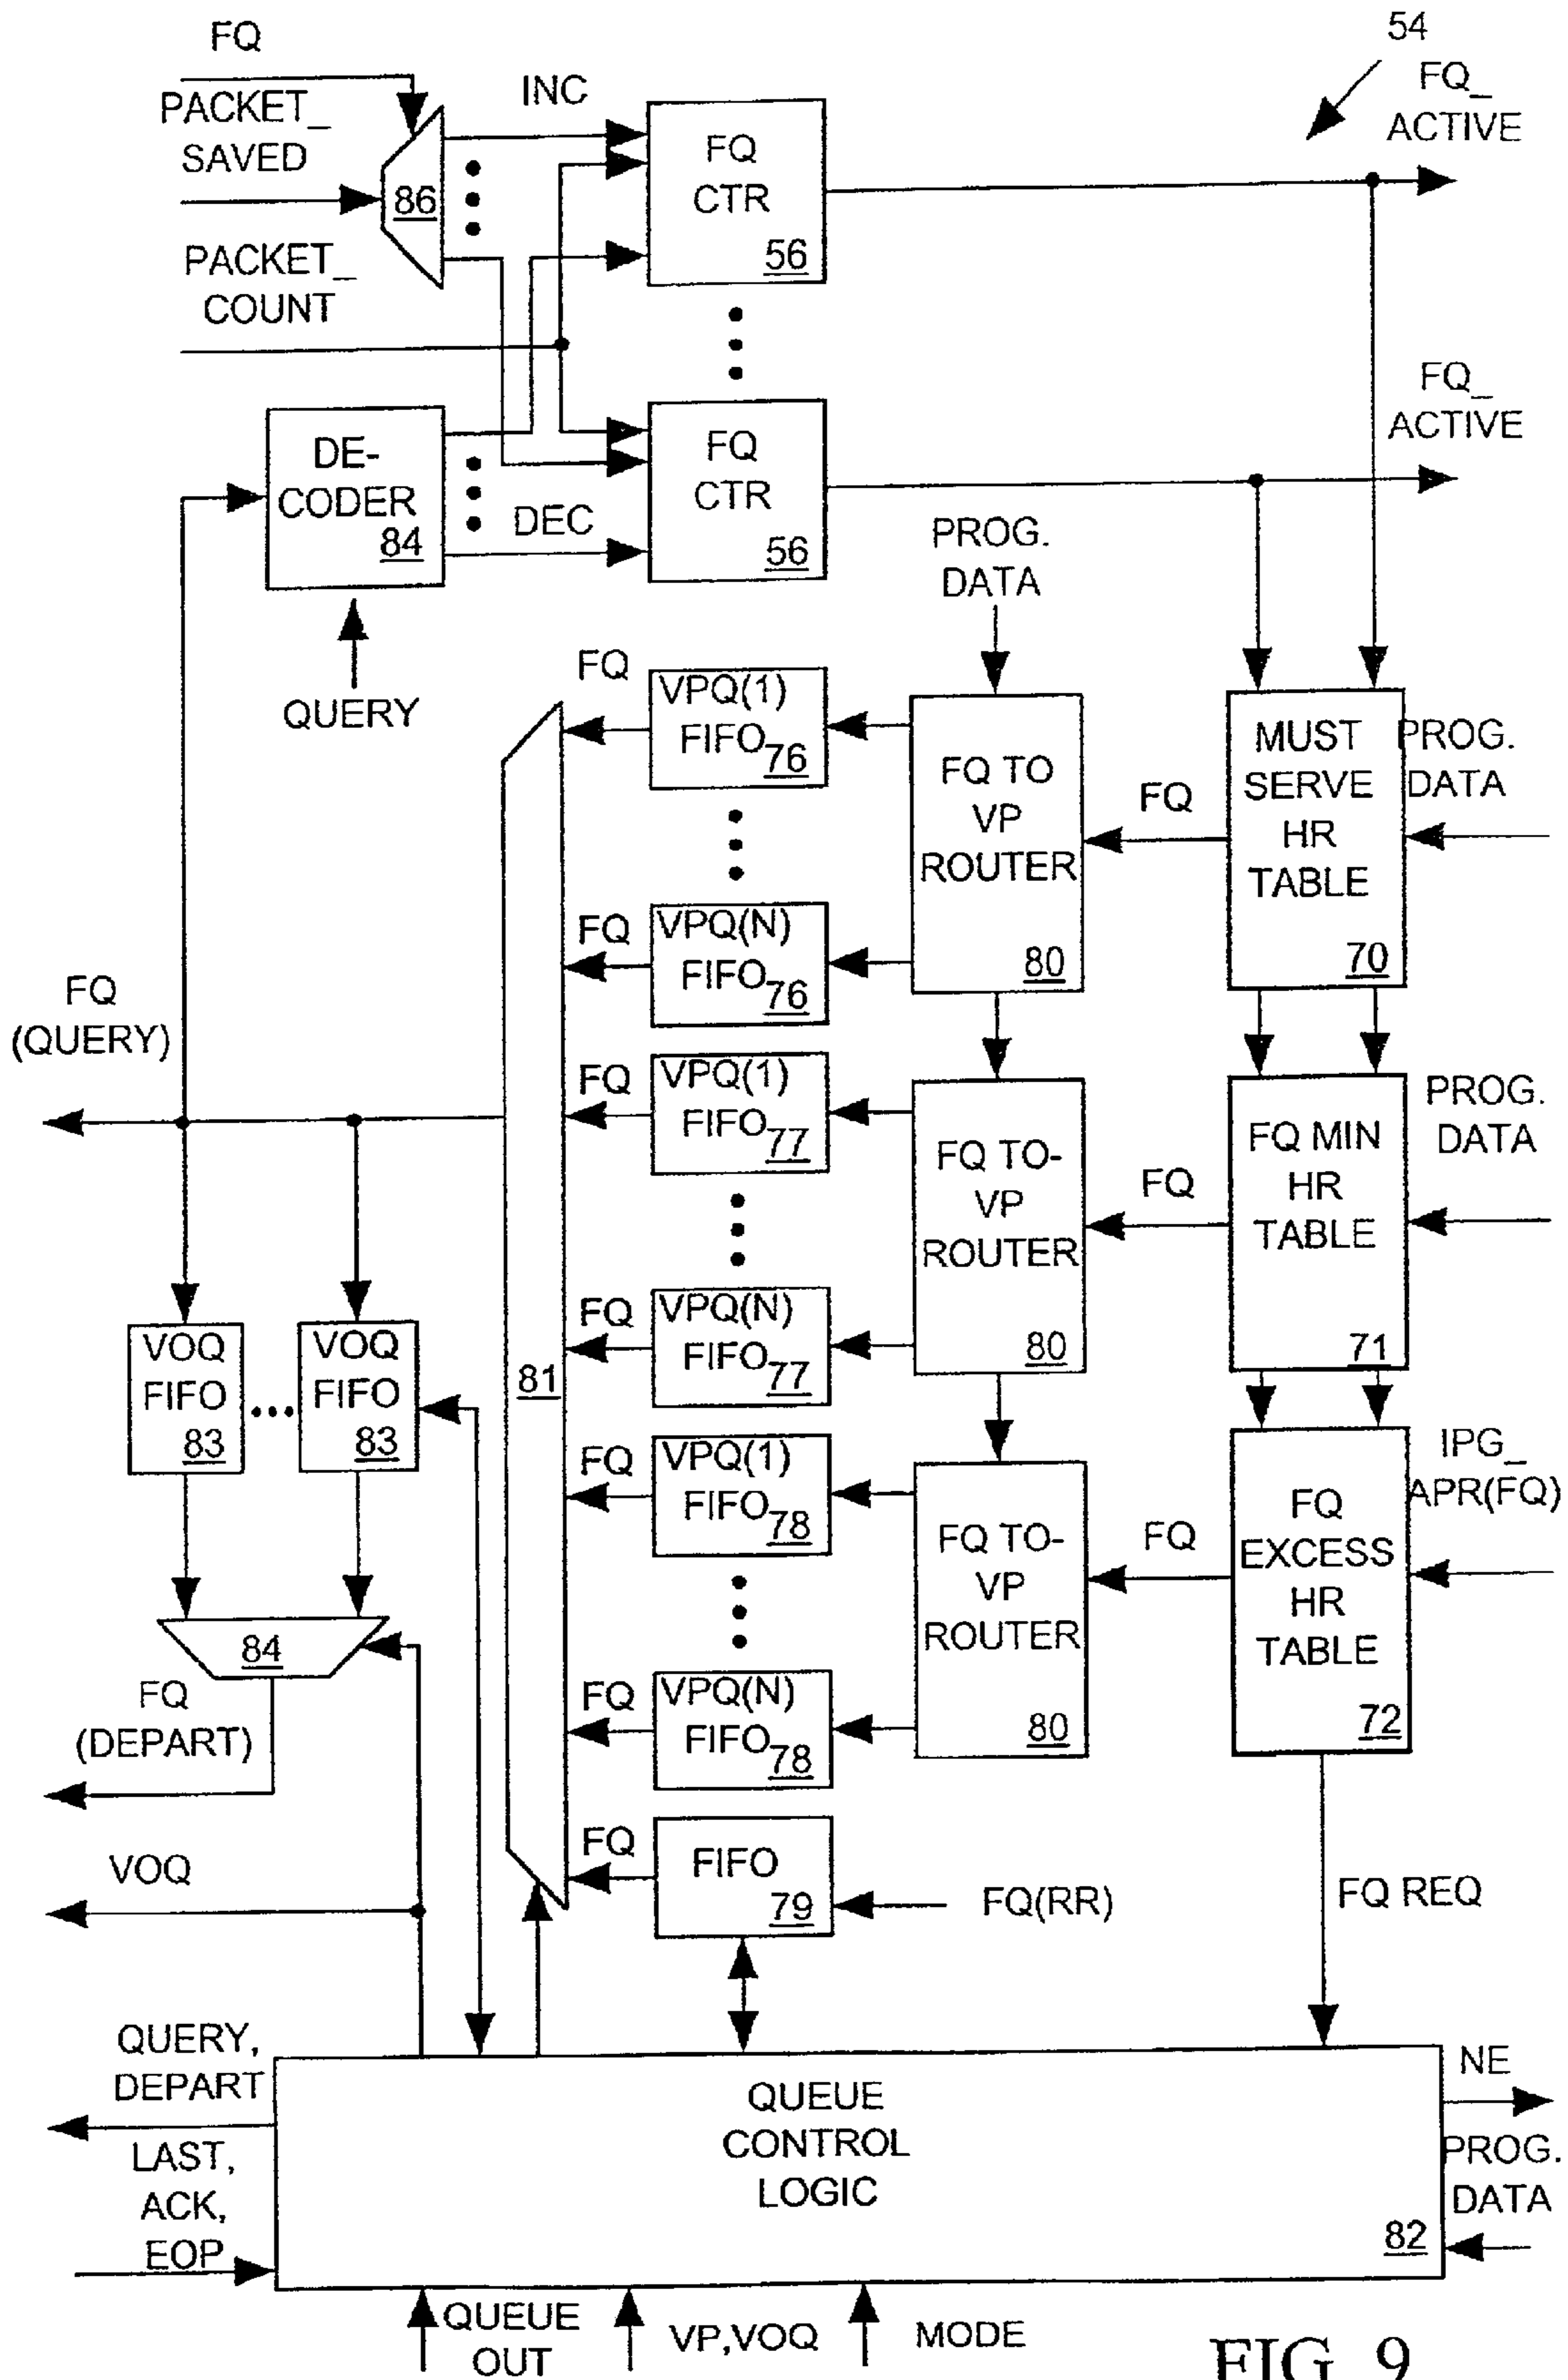 54
FQ
FQ_
ACTIVE
PACKET_
SAVED
INC
86
FQ
CTR
56
PACKET_
COUNT
FQ_
ACTIVE
DE-
CODER
84
DEC
FQ
CTR
56
QUERY
PROG.
DATA
FQ
VPQ(1)
FIFO
76
FQ TO
VP
ROUTER
80
FQ
MUST
SERVE
HR
TABLE
70
PROG.
DATA
FQ
VPQ(N)
FIFO
76
FQ
(QUERY)
FQ
VPQ(1)
FIFO
77
FQ TO-
VP
ROUTER
80
FQ
FQ MIN
HR
TABLE
71
PROG.
DATA
FQ
VPQ(N)
FIFO
77
VOQ
FIFO
83
...
VOQ
FIFO
83
81
FQ
VPQ(1)
FIFO
78
FQ TO-
VP
ROUTER
80
FQ
FQ
EXCESS
HR
TABLE
72
IPG_
APR(FQ)
84
FQ
(DEPART)
FQ
VPQ(N)
FIFO
78
VOQ
FQ
FIFO
79
FQ(RR)
FQ REQ
QUERY,
DEPART
LAST,
ACK,
EOP
QUEUE
CONTROL
LOGIC
82
NE
PROG.
DATA
QUEUE
OUT
VP,VOQ
MODE
FIG. 9